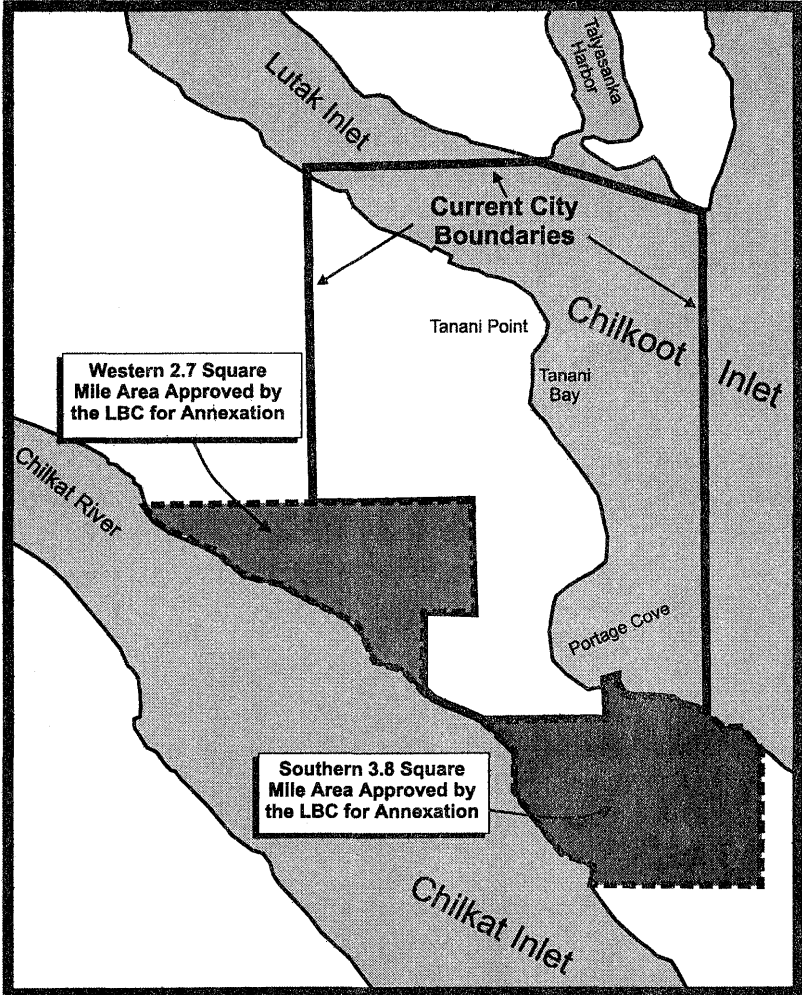 Taiyasanka
Harbor
Lutak Inlet
Current City
Boundaries
Tanani Point
Chilkoot Inlet
Tanani
Bay
Western 2.7 Square
Mile Area Approved by
the LBC for Annexation
Chilkat River
Portage Cove
Southern 3.8 Square
Mile Area Approved by
the LBC for Annexation
Chilkat Inlet